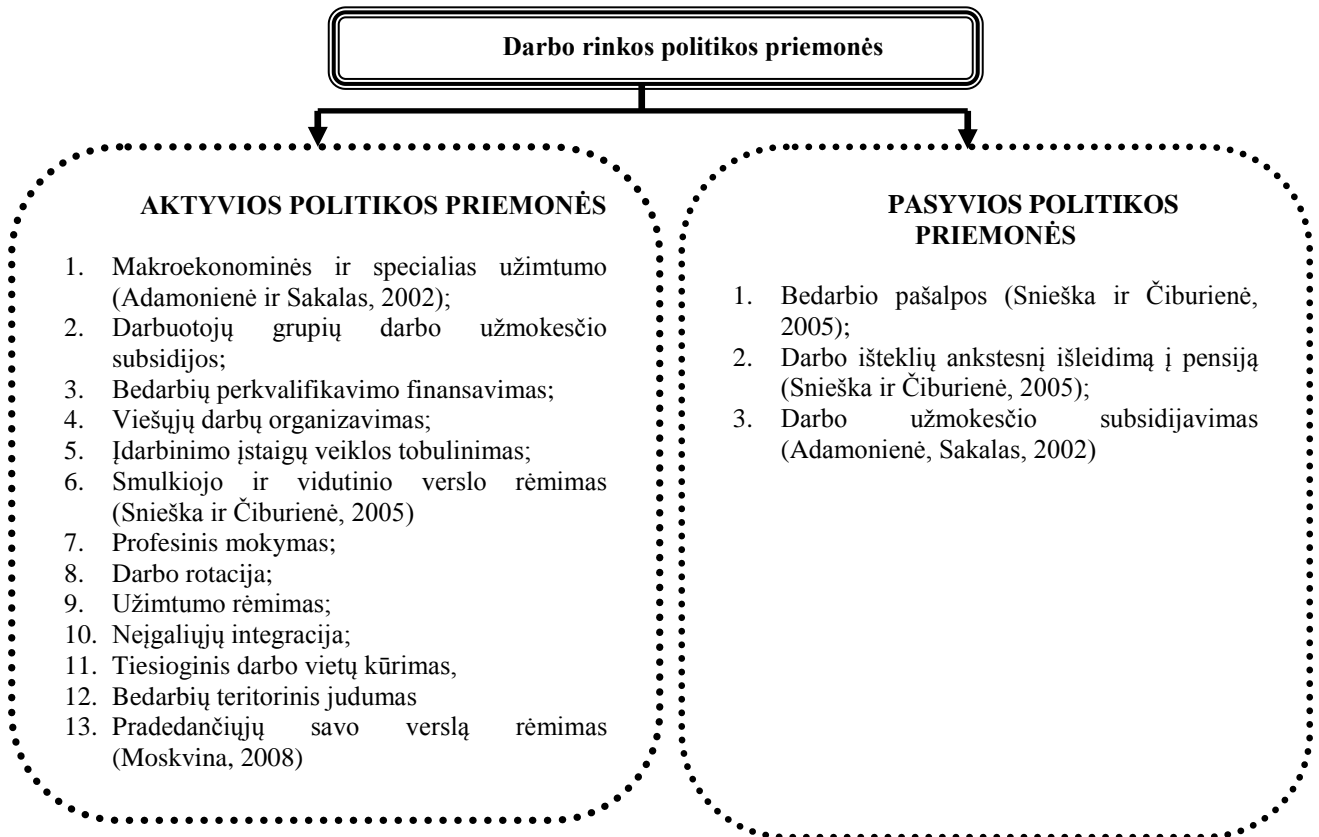 Darbo rinkos politikos priemonės
AKTYVIOS POLITIKOS PRIEMONĖS
1. Makroekonominės ir specialias užimtumo
(Adamonienė ir Sakalas, 2002);
2. Darbuotojų grupių darbo užmokesčio
subsidijos;
3. Bedarbių perkvalifikavimo finansavimas;
4. Viešųjų darbų organizavimas;
5. Įdarbinimo įstaigų veiklos tobulinimas;
6. Smulkiojo ir vidutinio verslo rėmimas
(Snieška ir Čiburienė, 2005)
7. Profesinis mokymas;
8. Darbo rotacija;
9. Užimtumo rėmimas;
10. Neįgaliųjų integracija;
11. Tiesioginis darbo vietų kūrimas,
12. Bedarbių teritorinis judumas
13. Pradedančiųjų savo verslą rėmimas
(Moskvina, 2008)
PASYVIOS POLITIKOS
PRIEMONĖS
1. Bedarbio pašalpos (Snieška ir Čiburienė,
2005);
2. Darbo išteklių ankstesnį išleidimą į pensiją
(Snieška ir Čiburienė, 2005);
3. Darbo užmokesčio subsidijavimas
(Adamonienė, Sakalas, 2002)